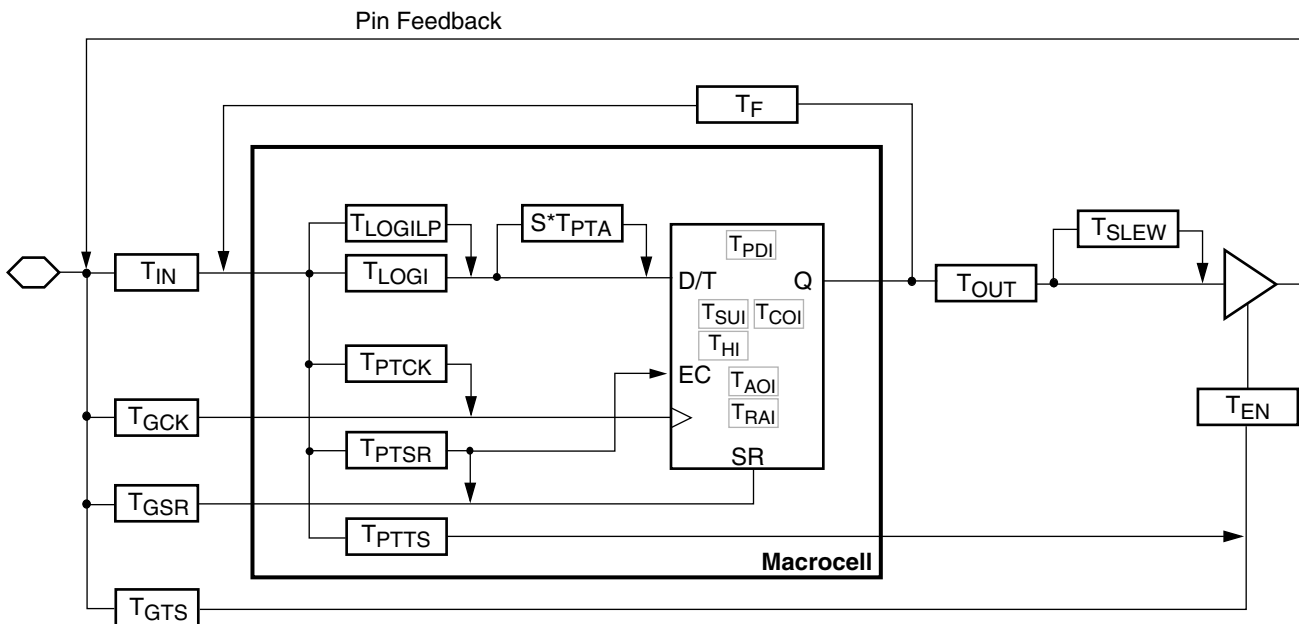 Pin Feedback
TF
TLOGILP
S*TPTA
TSLEW
TPDI
TIN
TLOGI
D/T
Q
TOUT
TSUI
TCOI
THI
TPTCK
EC
TAOI
TEN
TGCK
TRAI
TPTSR
SR
TGSR
TPTTS
Macrocell
TGTS